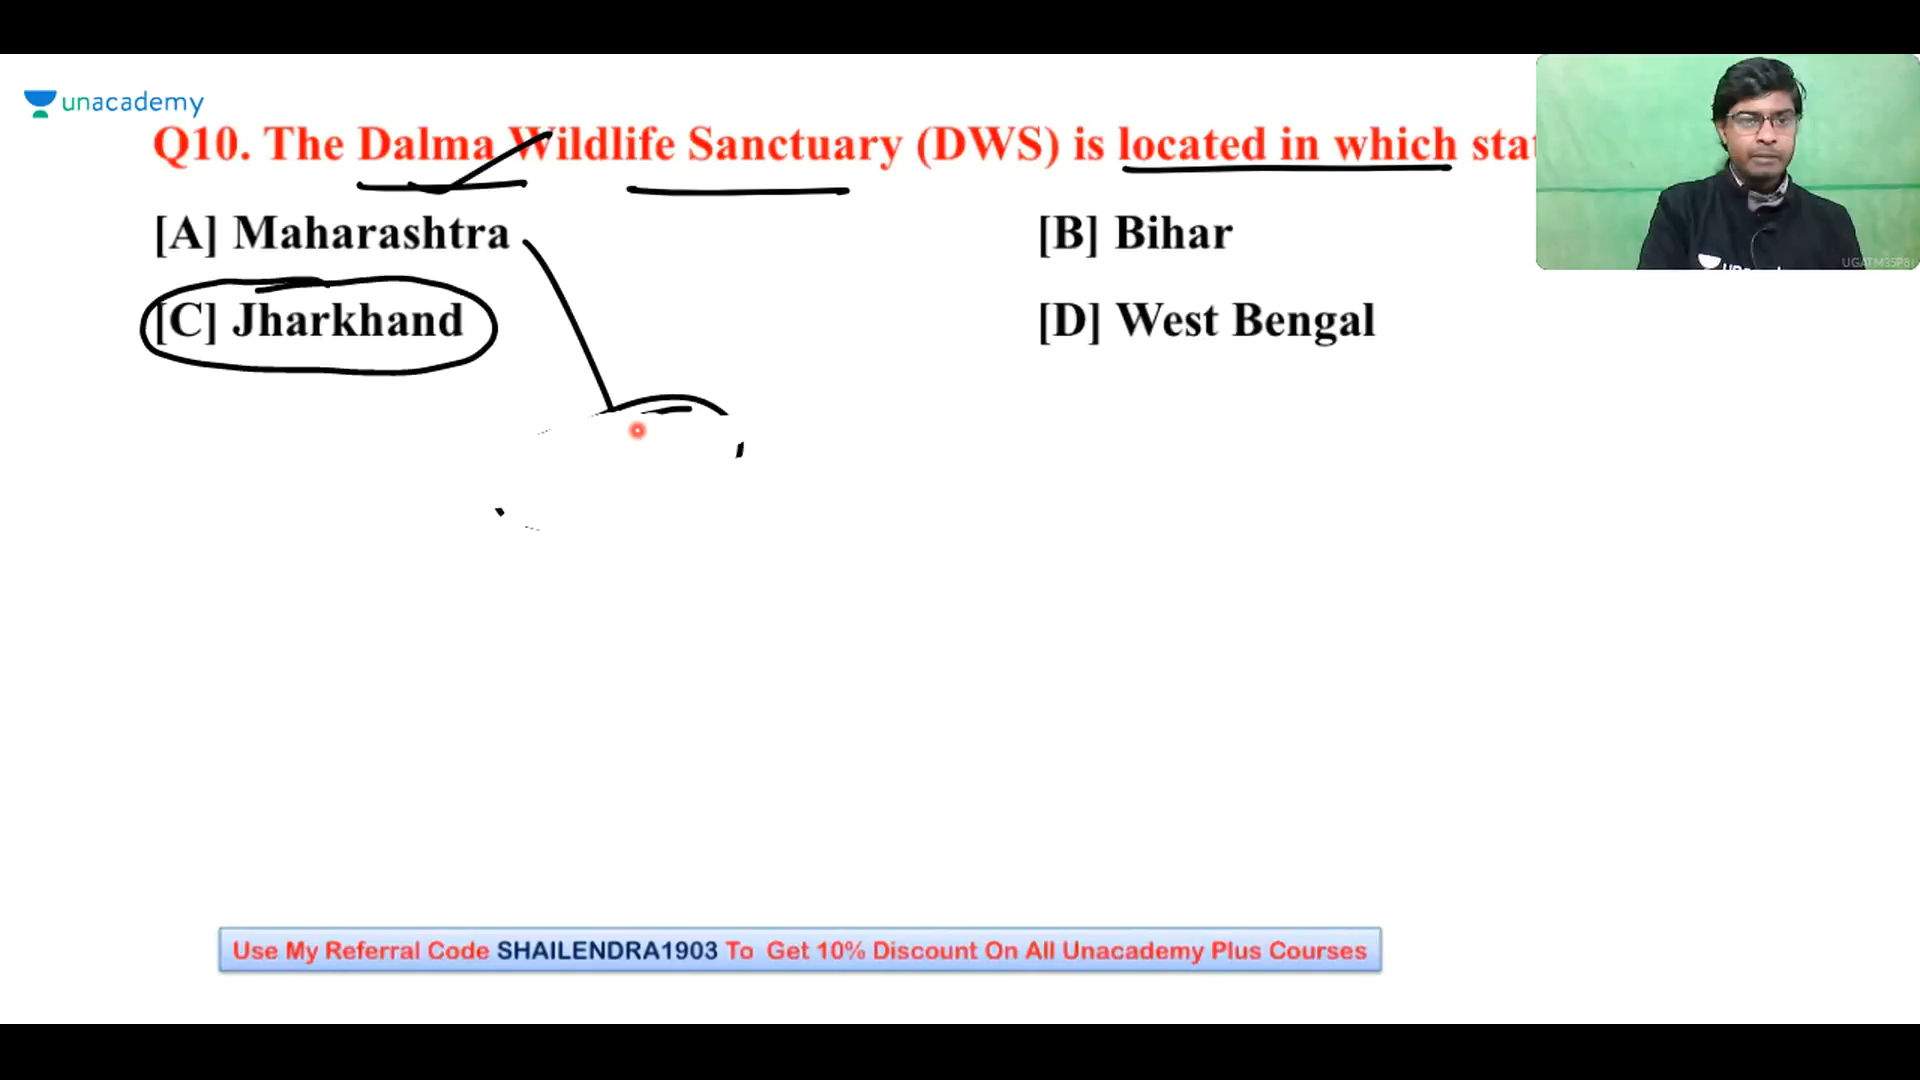 unacademy
Q10. The Dalma Wildlife Sanctuary (DWS) is located in which stat
[A] Maharashtra
[B] Bihar
[C] Jharkhand
[D] West Bengal
Use My Referral Code SHAILENDRA1903 To Get 10% Discount On All Unacademy Plus Courses